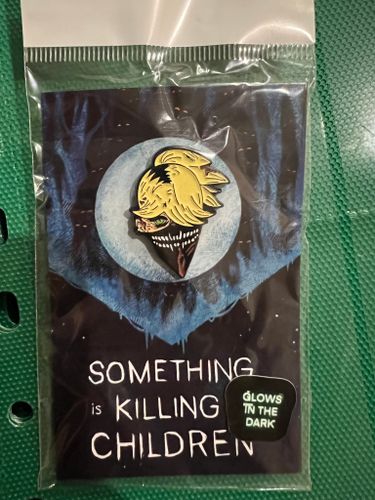 SOMETHING
is KILLING
CHILDREN
GLOWS
IN THE
DARK